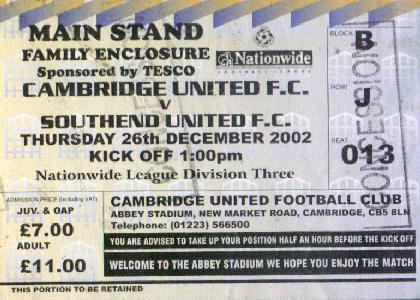 MAIN STAND
FAMILY ENCLOSURE
Sponsored by TESCO
Nationwide
FOOTBALL LEAGUE
CAMBRIDGE UNITED F.C.
V
SOUTHEND UNITED F.C.
THURSDAY 26th DECEMBER 2002
KICK OFF 1:00pm
Nationwide League Division Three
BLOCK
B
ROW
J
SEAT
013
CONCESSION
ADMISSION PRICE (Including VAT)
JUV. & OAP
£7.00
ADULT
£11.00
CAMBRIDGE UNITED FOOTBALL CLUB
ABBEY STADIUM, NEW MARKET ROAD, CAMBRIDGE, CB5 8LN
Telephone: (01223) 566500
YOU ARE ADVISED TO TAKE UP YOUR POSITION HALF AN HOUR BEFORE THE KICK OFF
WELCOME TO THE ABBEY STADIUM WE HOPE YOU ENJOY THE MATCH
THIS PORTION TO BE RETAINED